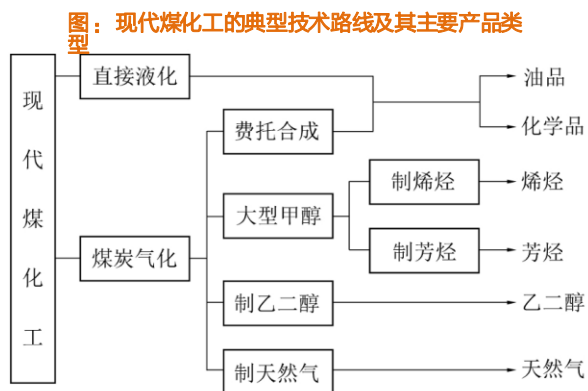 图：现代煤化工的典型技术路线及其主要产品类
型
现代煤化工
直接液化
油品
化学品
费托合成
制烯烃
烯烃
大型甲醇
煤炭气化
制芳烃
芳烃
制乙二醇
乙二醇
制天然气
天然气